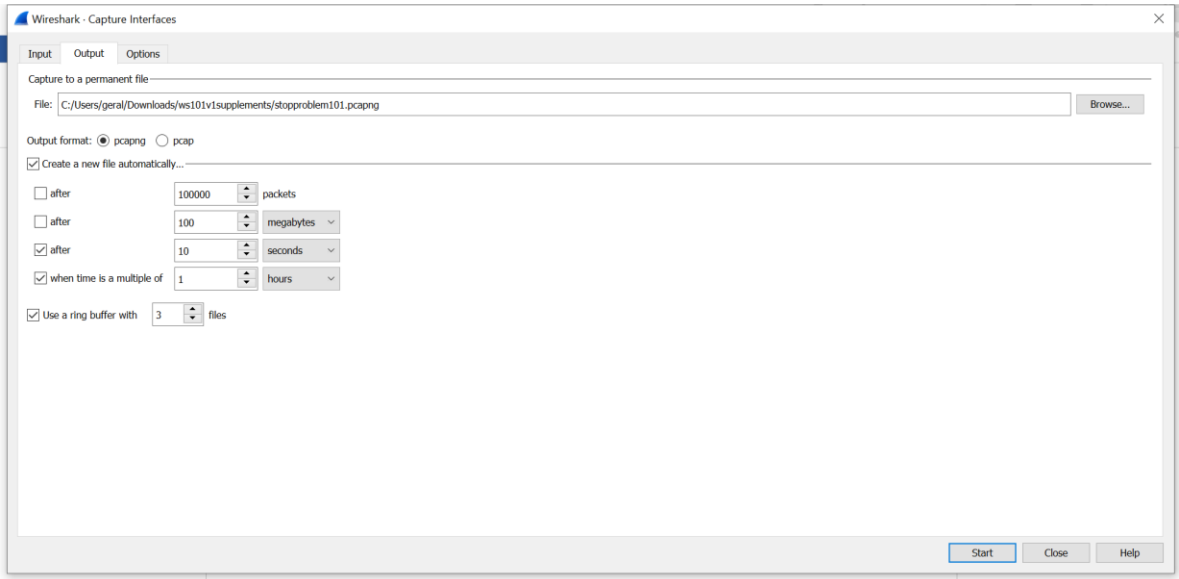 Wireshark · Capture Interfaces
Input Output Options
Capture to a permanent file
File: C:/Users/geral/Downloads/ws101v1supplements/stopproblem101.pcapng Browse...
Output format: pcapng pcap
Create a new file automatically...
after 100000 packets
after 100 megabytes
after 10 seconds
when time is a multiple of 1 hours
Use a ring buffer with 3 files
Start Close Help